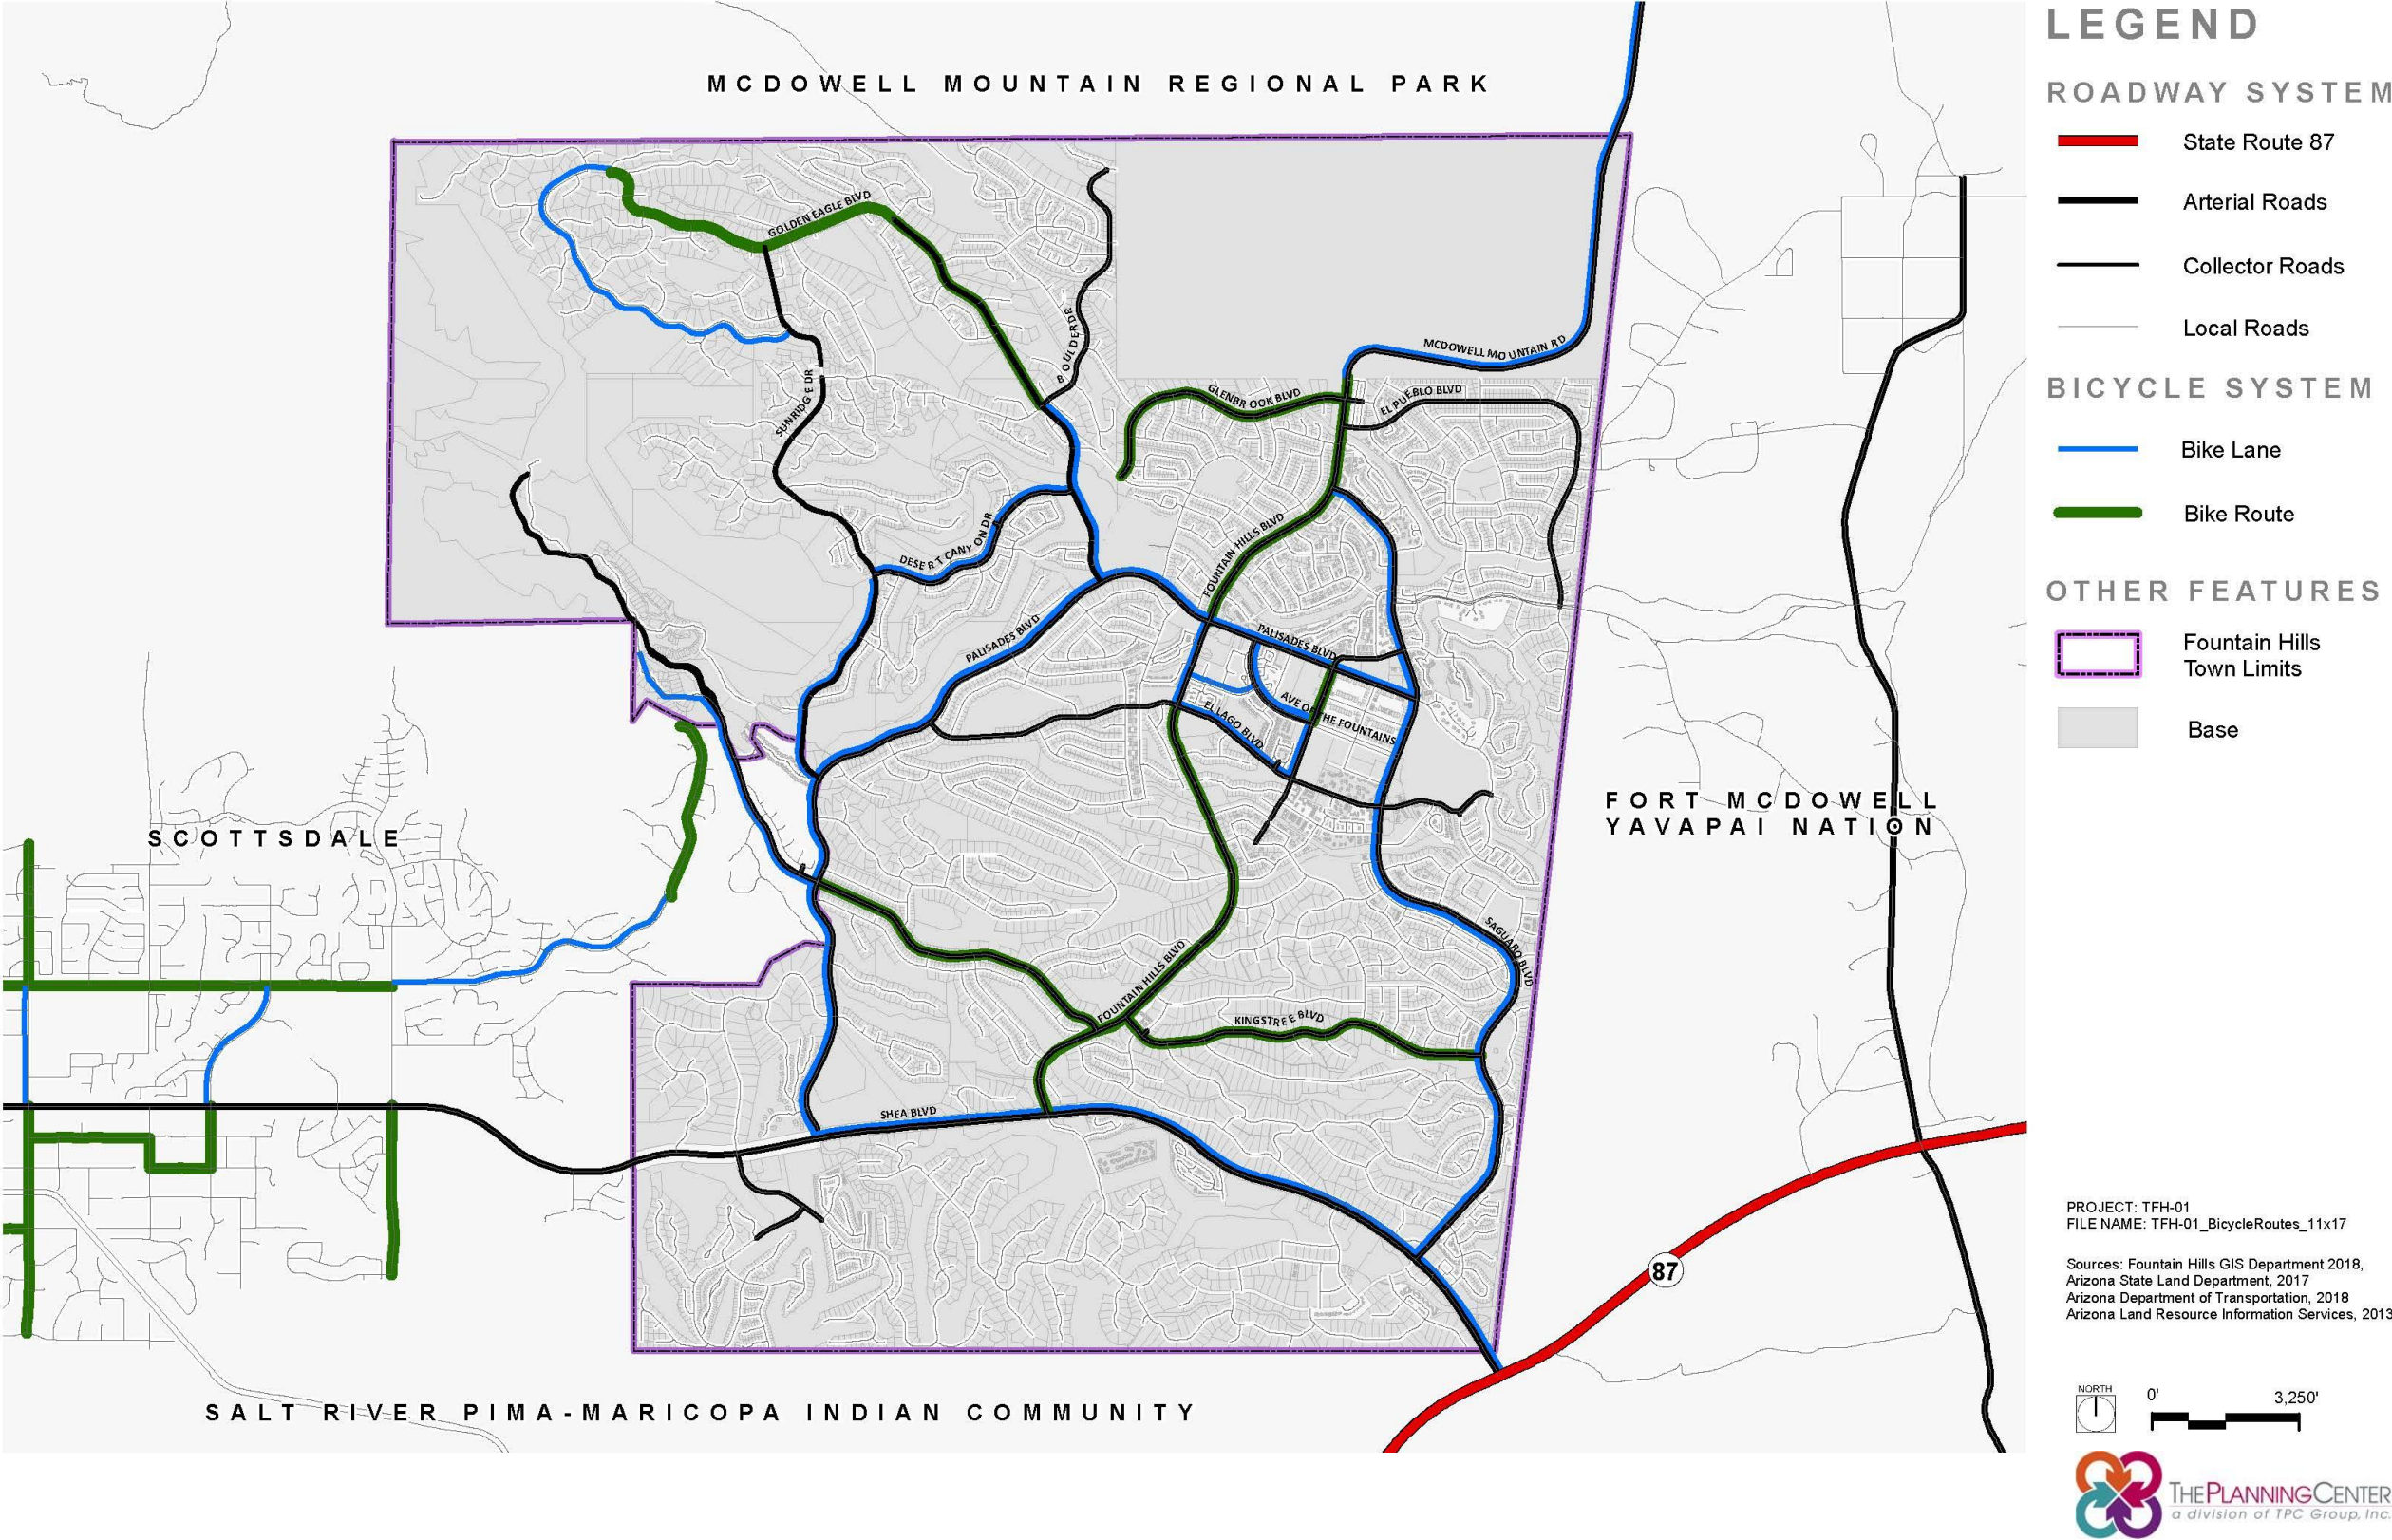 MCDOWELL MOUNTAIN REGIONAL PARK
GOLDEN EAGLE BLVD
BOULDER DR
SUNRIDGE DR
MCDOWELL MOUNTAIN RD
GLENBROOK BLVD
EL PUEBLO BLVD
DESERT CANYON DR
FOUNTAIN HILLS BLVD
PALISADES BLVD
PALISADES BLVD
EL LAGO BLVD
AVE OF THE FOUNTAINS
SCOTTSDALE
FORT MCDOWELL
YAVAPAI NATION
SAGUARO BLVD
FOUNTAIN HILLS BLVD
KINGSTREE BLVD
SHEA BLVD
87
SALT RIVER PIMA-MARICOPA INDIAN COMMUNITY
LEGEND
ROADWAY SYSTEM
State Route 87
Arterial Roads
Collector Roads
Local Roads
BICYCLE SYSTEM
Bike Lane
Bike Route
OTHER FEATURES
Fountain Hills
Town Limits
Base
PROJECT: TFH-01
FILE NAME: TFH-01_BicycleRoutes_11x17
Sources: Fountain Hills GIS Department 2018,
Arizona State Land Department, 2017
Arizona Department of Transportation, 2018
Arizona Land Resource Information Services, 2013
NORTH
0' 3,250'
THE PLANNING CENTER
a division of TPC Group, Inc.